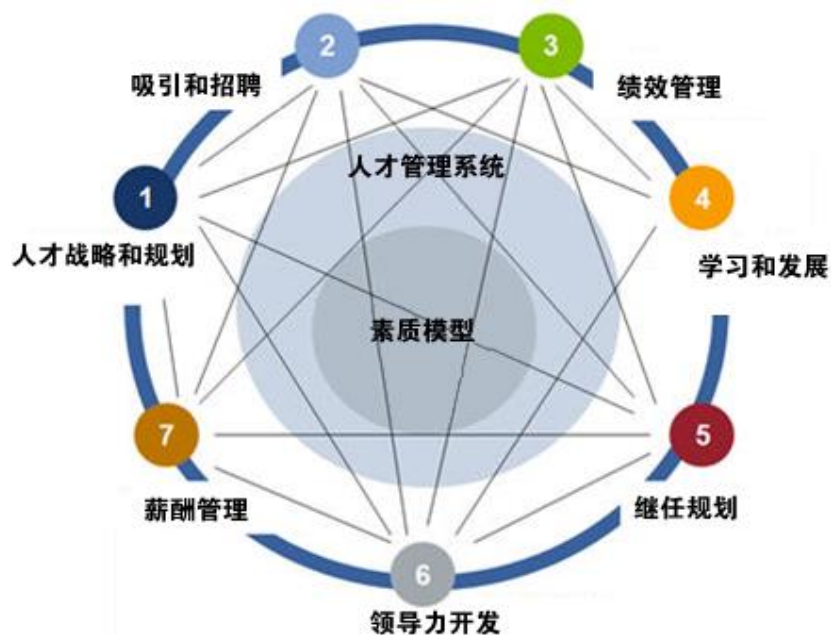 2
3
吸引和招聘
绩效管理
人才管理系统
1
4
人才战略和规划
学习和发展
素质模型
7
5
薪酬管理
继任规划
6
领导力开发